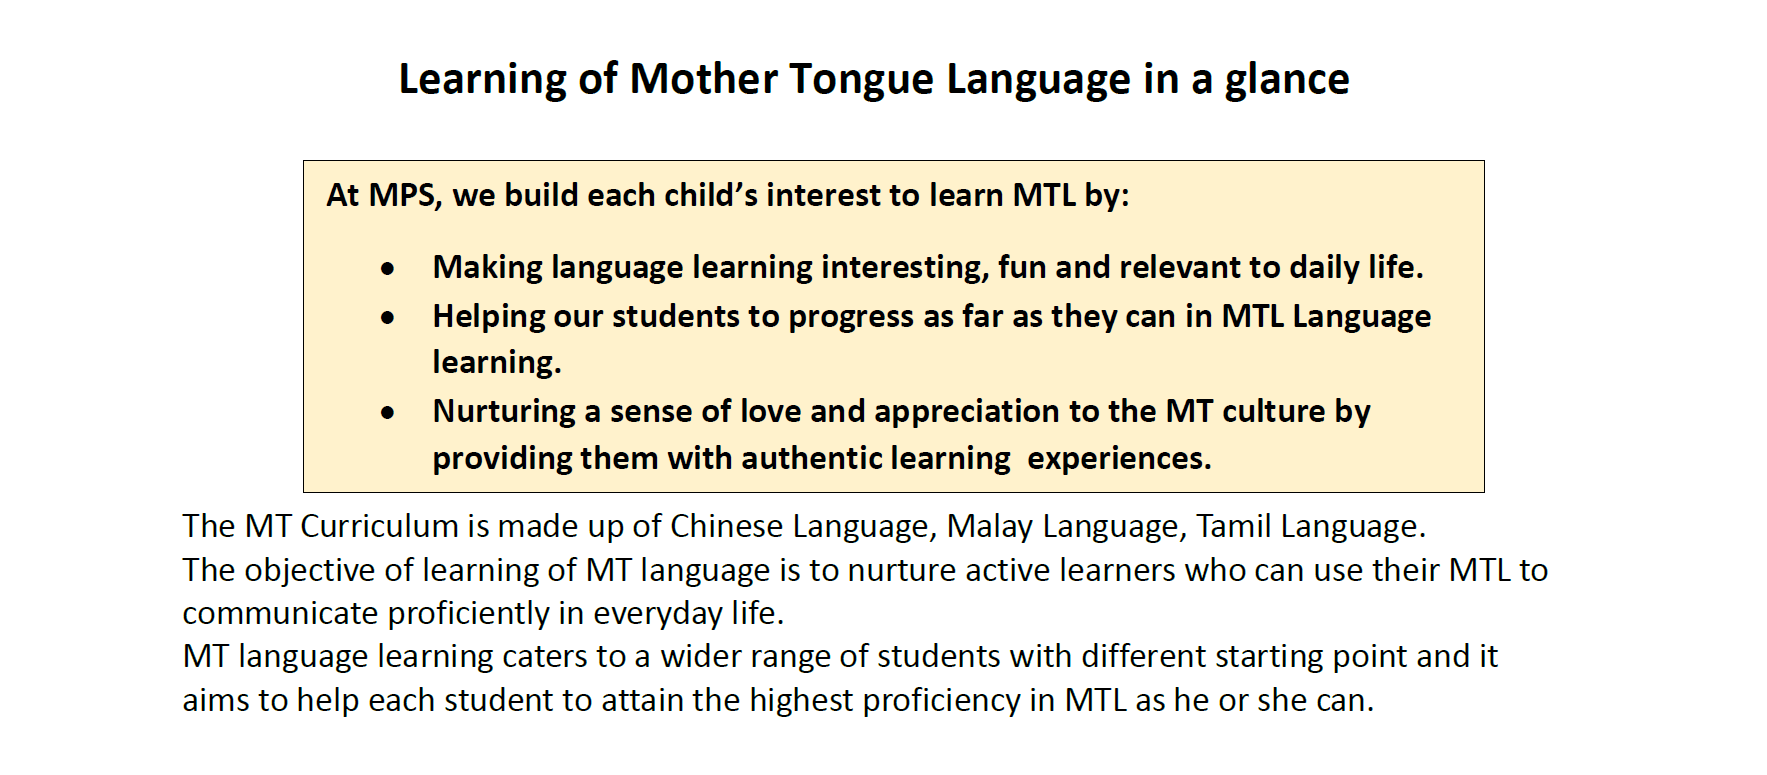 Learning of Mother Tongue Language in a glance
At MPS, we build each child’s interest to learn MTL by:
• Making language learning interesting, fun and relevant to daily life.
• Helping our students to progress as far as they can in MTL Language
learning.
• Nurturing a sense of love and appreciation to the MT culture by
providing them with authentic learning  experiences.
The MT Curriculum is made up of Chinese Language, Malay Language, Tamil Language.
The objective of learning of MT language is to nurture active learners who can use their MTL to
communicate proficiently in everyday life.
MT language learning caters to a wider range of students with different starting point and it
aims to help each student to attain the highest proficiency in MTL as he or she can.